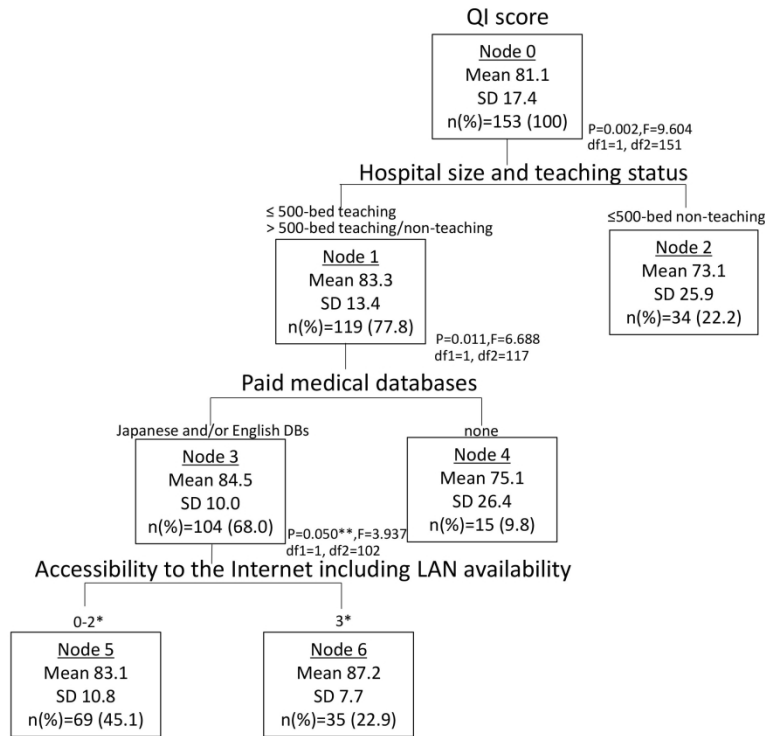 QI score
Node 0
Mean 81.1
SD 17.4
n(%)=153 (100)
P=0.002,F=9.604
df1=1, df2=151
Hospital size and teaching status
≤ 500-bed teaching
> 500-bed teaching/non-teaching
Node 1
Mean 83.3
SD 13.4
n(%)=119 (77.8)
≤500-bed non-teaching
Node 2
Mean 73.1
SD 25.9
n(%)=34 (22.2)
P=0.011,F=6.688
df1=1, df2=117
Paid medical databases
Japanese and/or English DBs
Node 3
Mean 84.5
SD 10.0
n(%)=104 (68.0)
none
Node 4
Mean 75.1
SD 26.4
n(%)=15 (9.8)
P=0.050**,F=3.937
df1=1, df2=102
Accessibility to the Internet including LAN availability
0-2*
Node 5
Mean 83.1
SD 10.8
n(%)=69 (45.1)
3*
Node 6
Mean 87.2
SD 7.7
n(%)=35 (22.9)